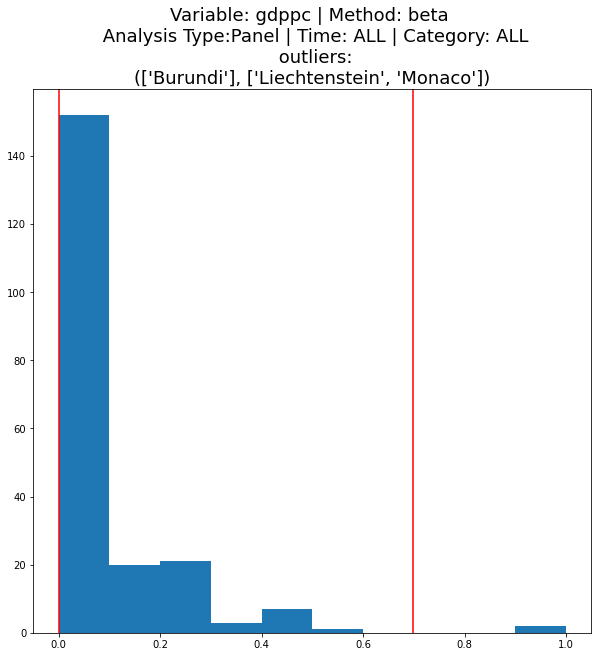 Variable: gdppc | Method: beta
Analysis Type:Panel | Time: ALL | Category: ALL
outliers:
(['Burundi'], ['Liechtenstein', 'Monaco'])
140
120
100
80
60
40
20
0
0.0 0.2 0.4 0.6 0.8 1.0